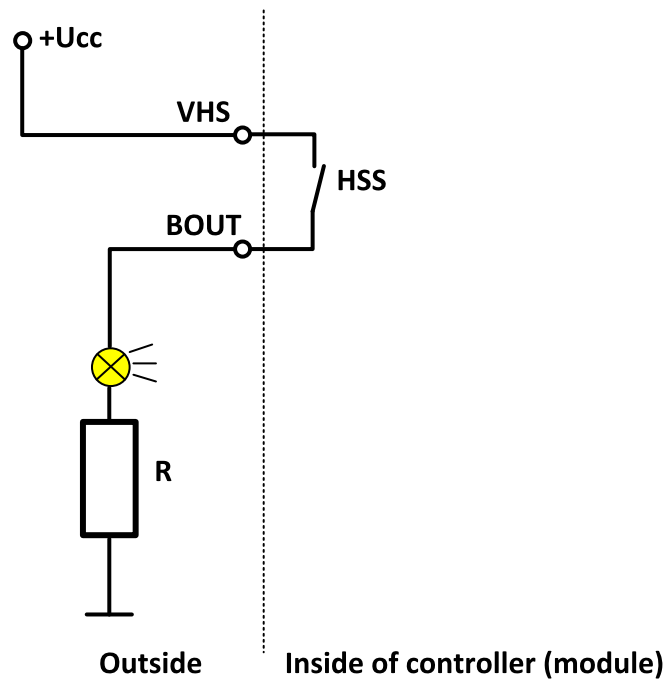 +Ucc
VHS
HSS
BOUT
R
Outside
Inside of controller (module)